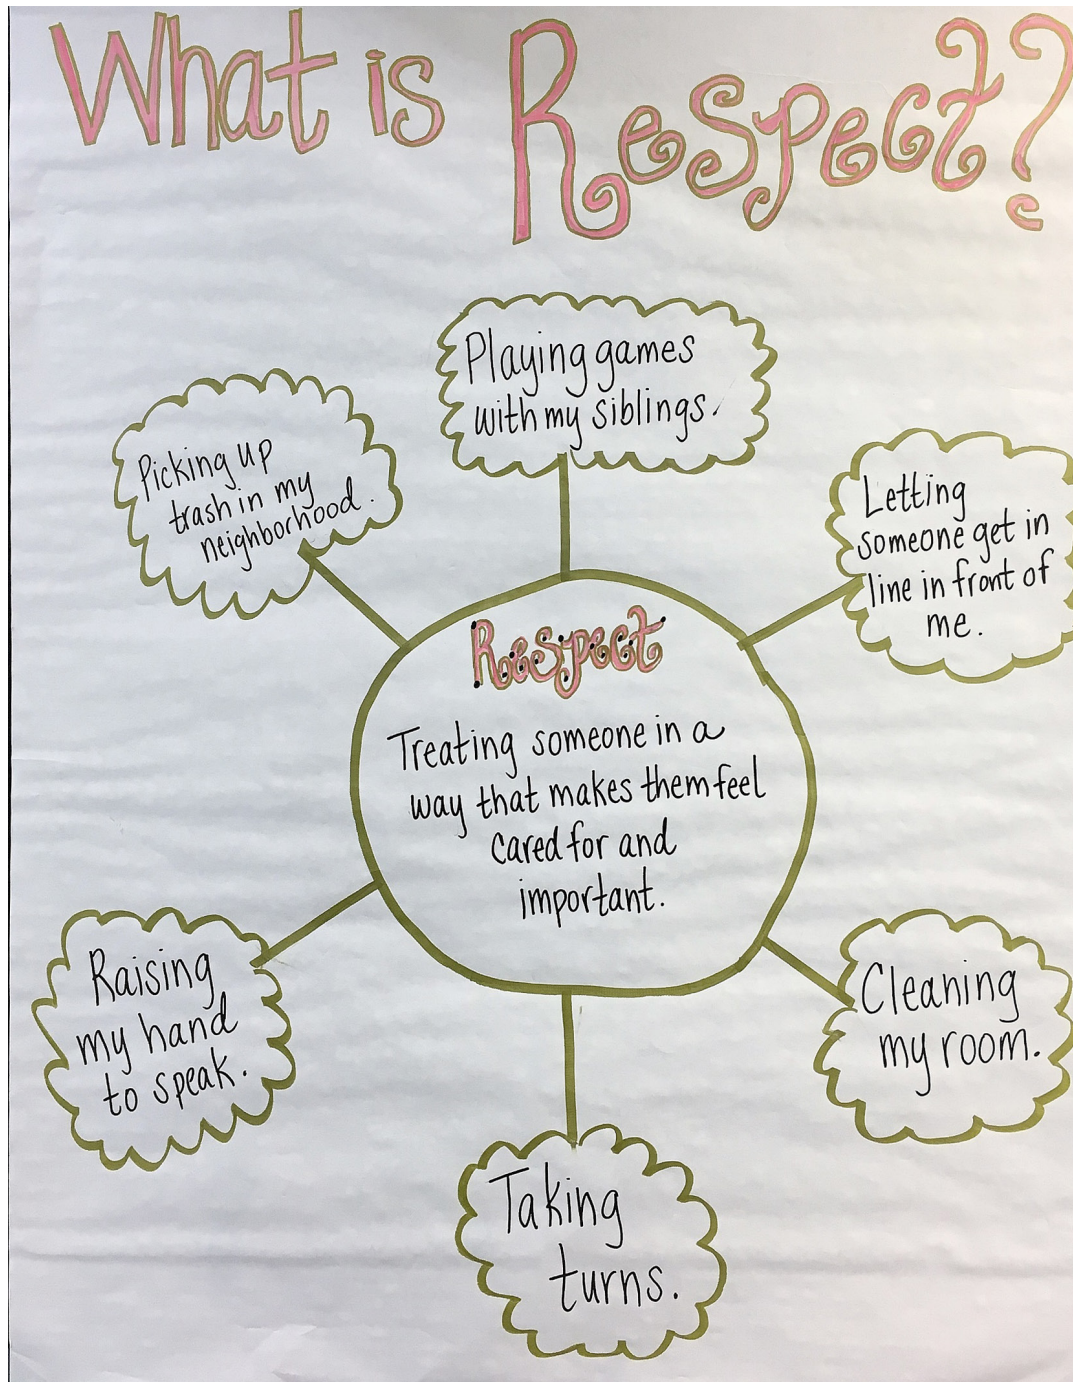 What is Respect?
Playing games
with my siblings.
Picking up
trash in my
neighborhood.
Letting
someone get in
line in front of
me.
Respect
Treating someone in a
way that makes them feel
cared for and
important.
Raising
my hand
to speak.
Cleaning
my room.
Taking
turns.